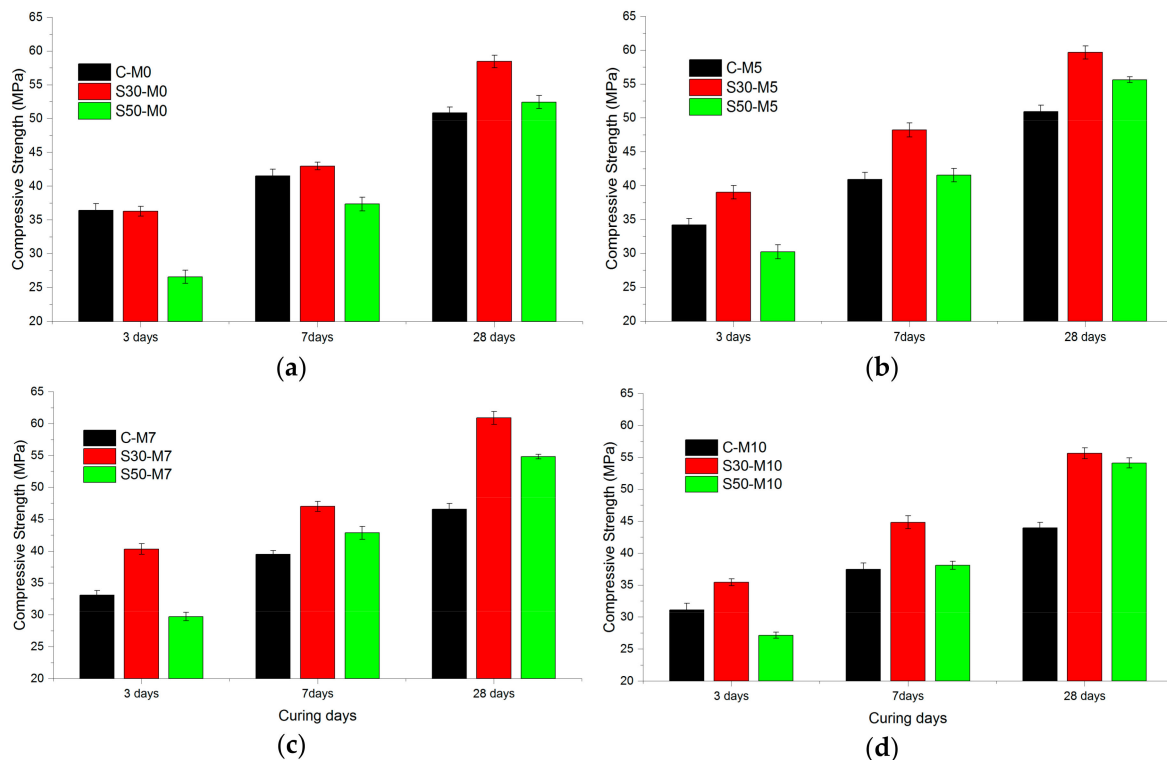 65
60
55
50
45
40
35
30
25
20
Compressive Strength (MPa)
C-M0
S30-M0
S50-M0
3 days
7days
28 days
(a)
65
60
55
50
45
40
35
30
25
20
Compressive Strength (MPa)
C-M5
S30-M5
S50-M5
3 days
7days
28 days
(b)
65
60
55
50
45
40
35
30
25
20
Compressive Strength (MPa)
C-M7
S30-M7
S50-M7
3 days
7days
28 days
Curing days
(c)
65
60
55
50
45
40
35
30
25
20
Compressive Strength (MPa)
C-M10
S30-M10
S50-M10
3 days
7days
28 days
Curing days
(d)